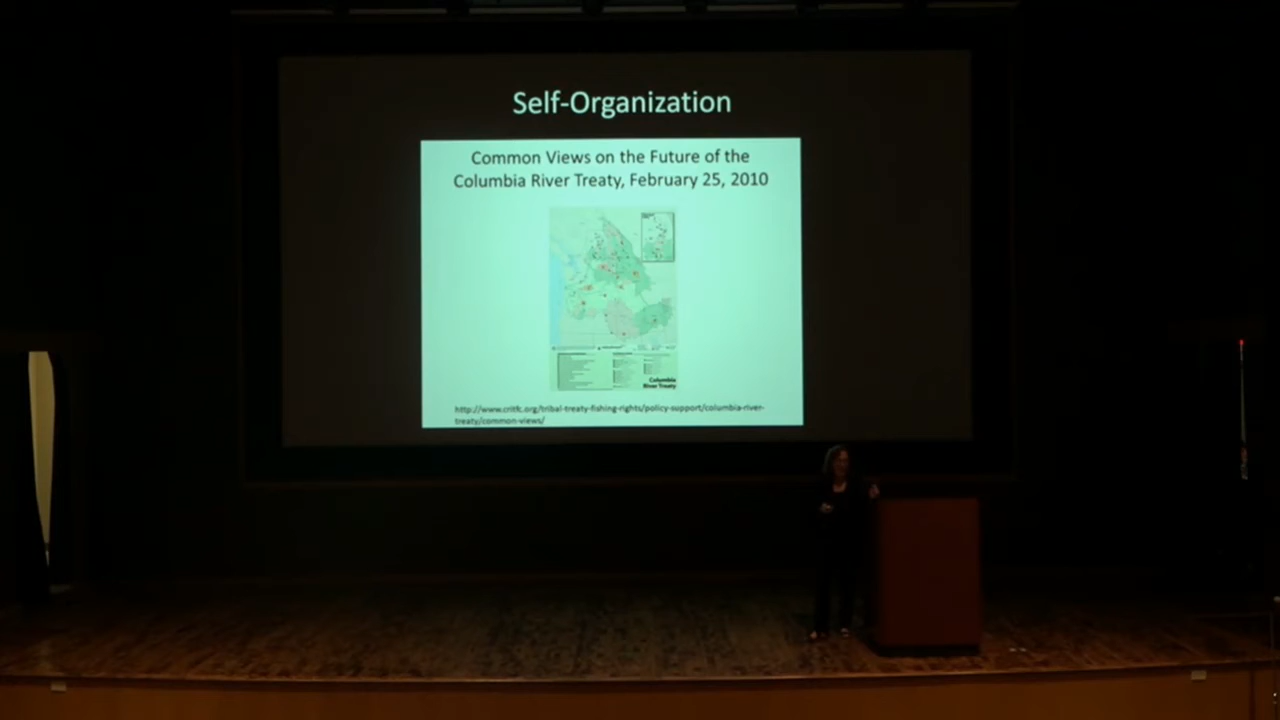 Self-Organization
Common Views on the Future of the
Columbia River Treaty, February 25, 2010
Columbia
River Treaty
http://www.critfc.org/tribal-treaty-fishing-rights/policy-support/columbia-river-
treaty/common-views/